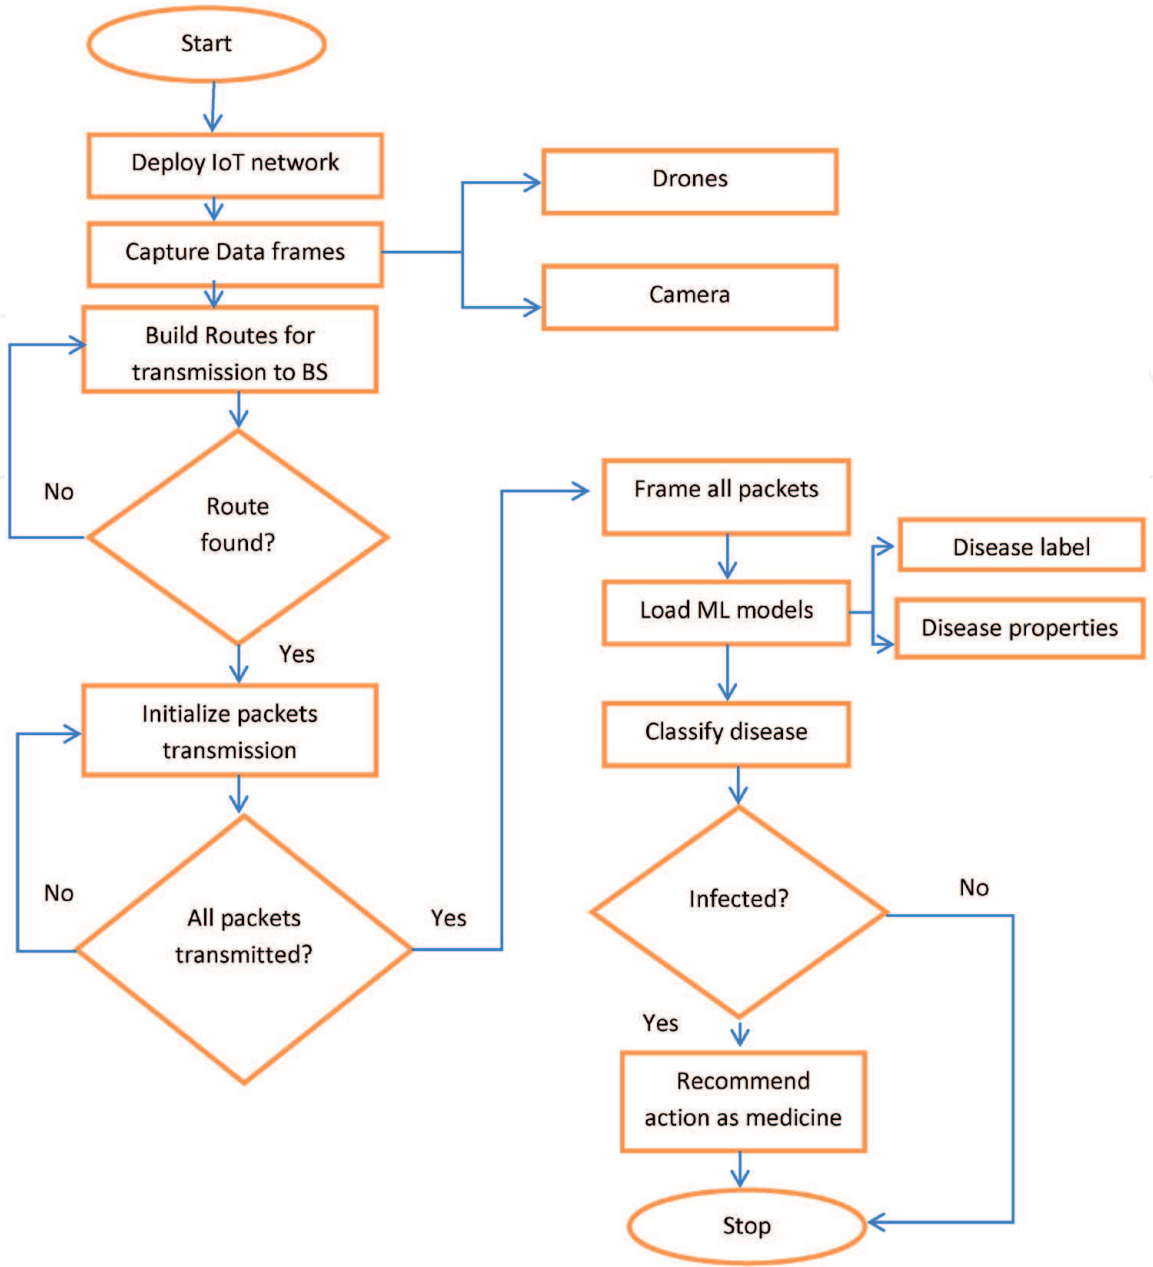 Start
Deploy IoT network
Capture Data frames
Drones
Camera
Build Routes for
transmission to BS
No
Route
found?
Yes
Initialize packets
transmission
No
All packets
transmitted?
Yes
Frame all packets
Load ML models
Disease label
Disease properties
Classify disease
Infected?
No
Yes
Recommend
action as medicine
Stop